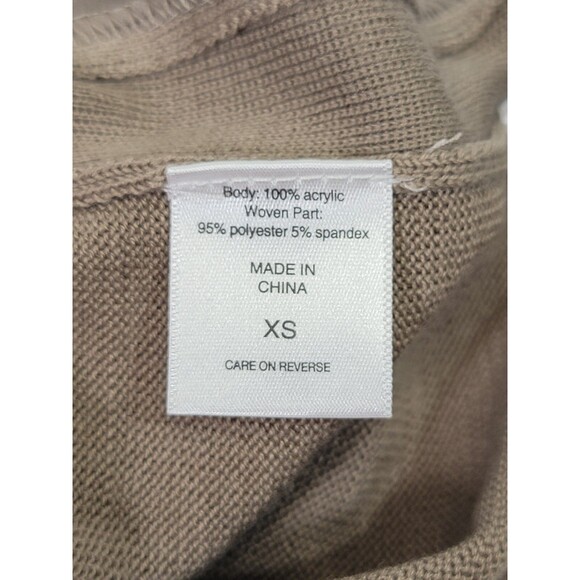 Body: 100% acrylic
Woven Part:
95% polyester 5% spandex
MADE IN
CHINA
XS
CARE ON REVERSE